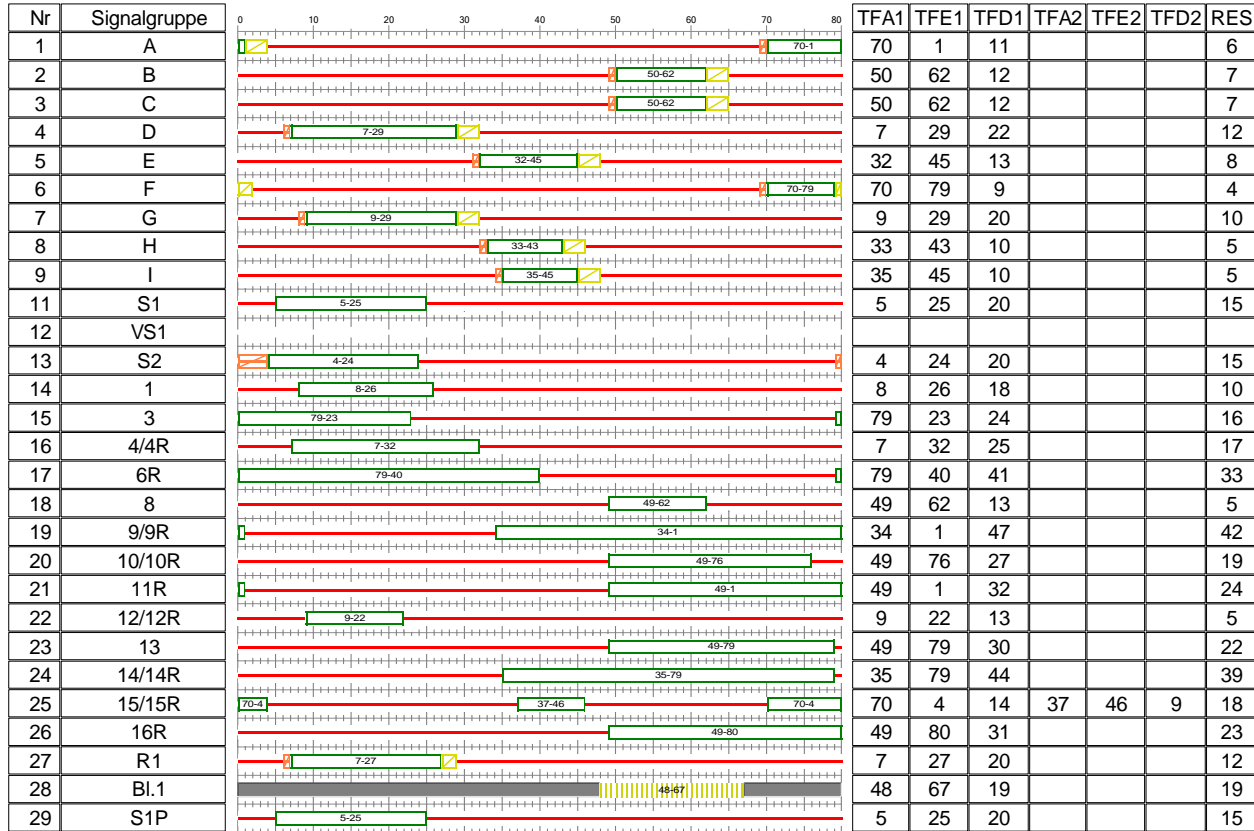 Nr Signalgruppe 0 10 20 30 40 50 60 70 80 TFA1 TFE1 TFD1 TFA2 TFE2 TFD2 RES
1 A 70-1 70 1 11 6
2 B 50-62 50 62 12 7
3 C 50-62 50 62 12 7
4 D 7-29 7 29 22 12
5 E 32-45 32 45 13 8
6 F 70-79 70 79 9 4
7 G 9-29 9 29 20 10
8 H 33-43 33 43 10 5
9 I 35-45 35 45 10 5
11 S1 5-25 5 25 20 15
12 VS1
13 S2 4-24 4 24 20 15
14 1 8-26 8 26 18 10
15 3 79-23 79 23 24 16
16 4/4R 7-32 7 32 25 17
17 6R 79-40 79 40 41 33
18 8 49-62 49 62 13 5
19 9/9R 34-1 34 1 47 42
20 10/10R 49-76 49 76 27 19
21 11R 49-1 49 1 32 24
22 12/12R 9-22 9 22 13 5
23 13 49-79 49 79 30 22
24 14/14R 35-79 35 79 44 39
25 15/15R 70-4 37-46 70-4 70 4 14 37 46 9 18
26 16R 49-80 49 80 31 23
27 R1 7-27 7 27 20 12
28 Bl.1 48-67 48 67 19 19
29 S1P 5-25 5 25 20 15